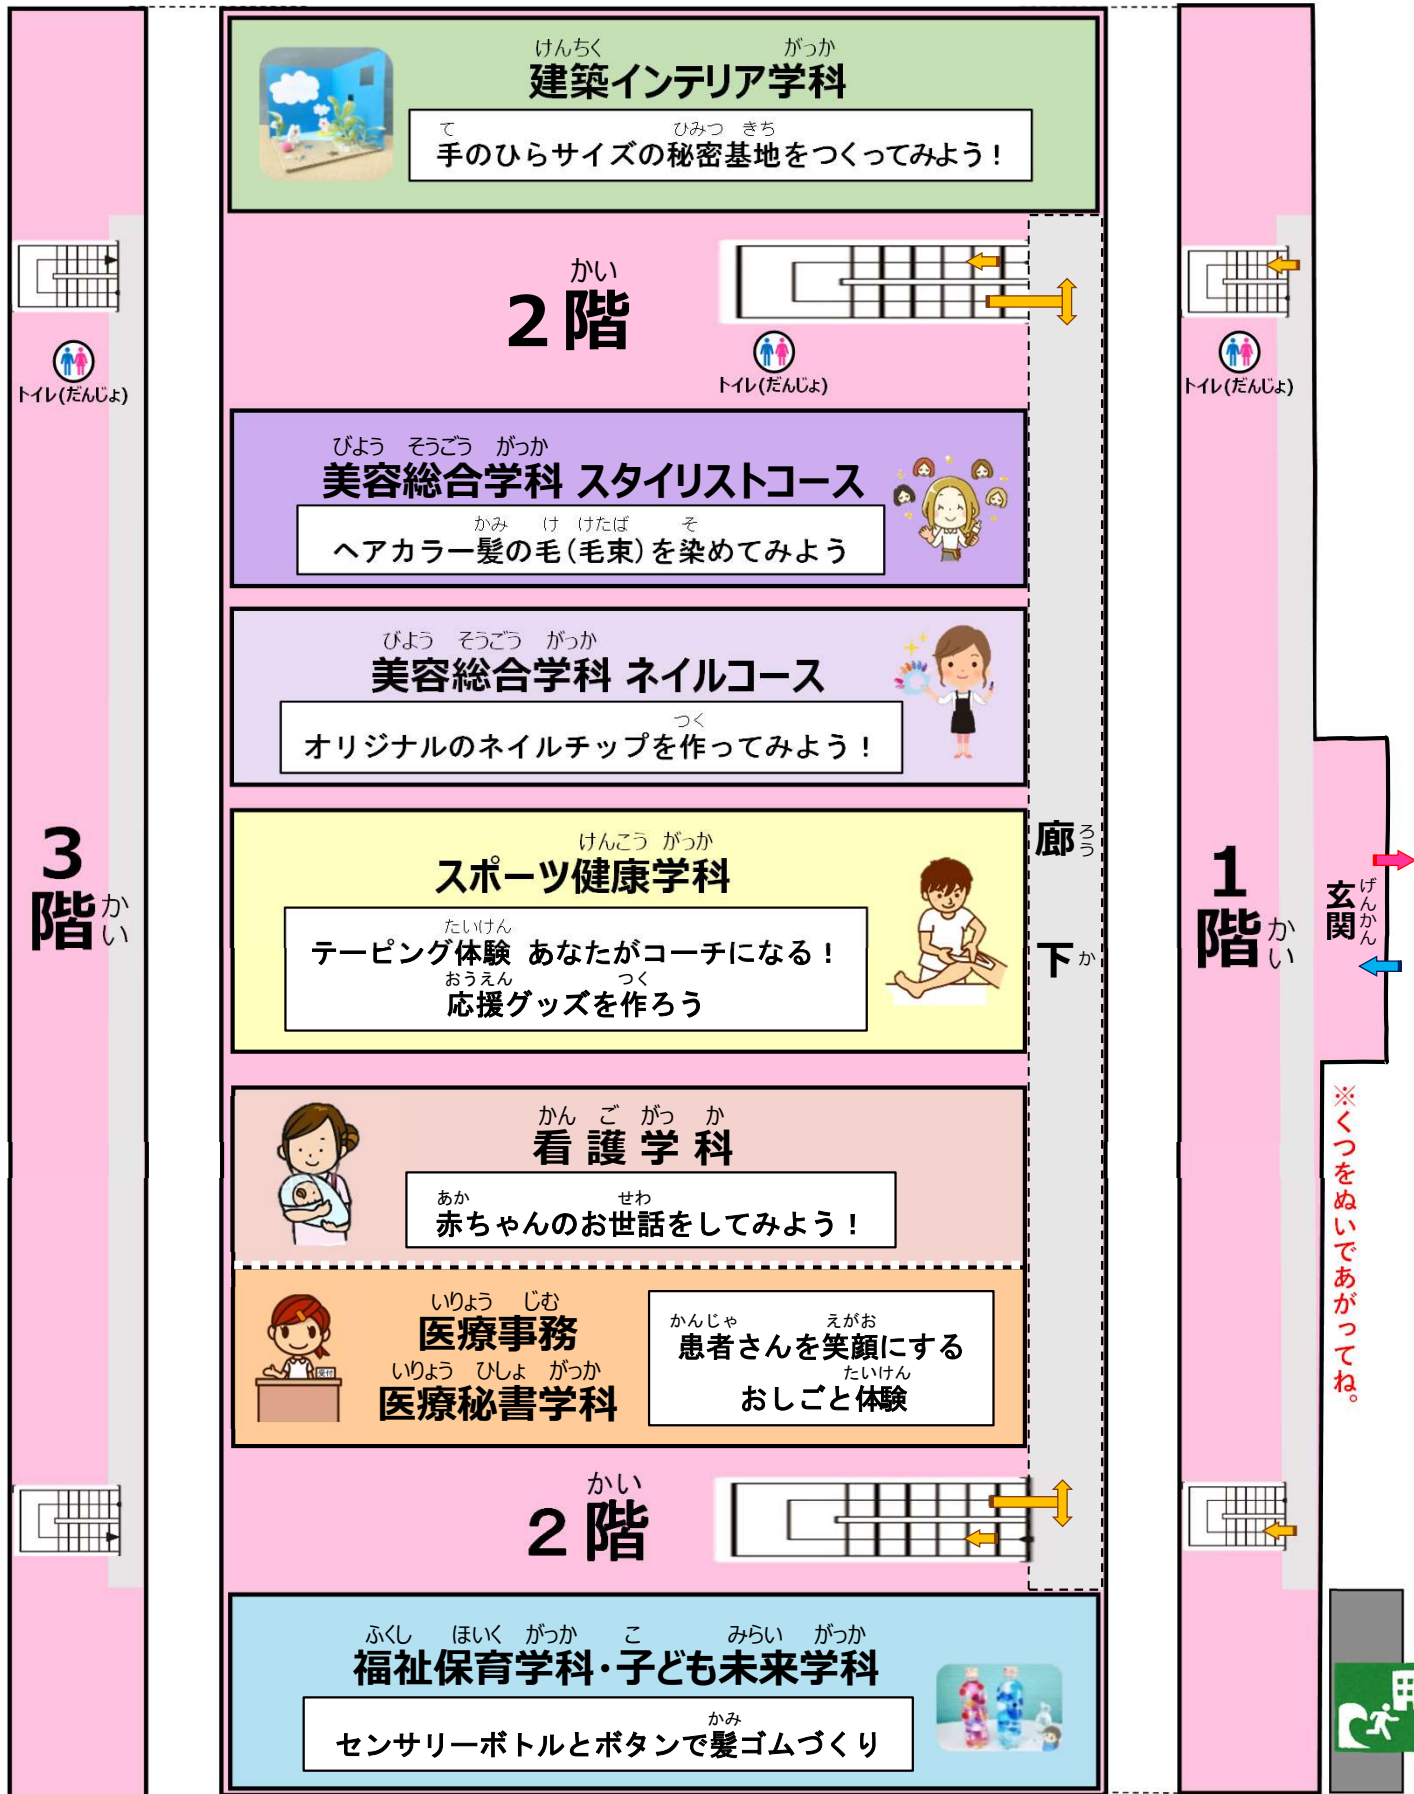 けんちく がっか
建築インテリア学科
て ひみつ きち
手のひらサイズの秘密基地をつくってみよう!
かい
2階
トイレ(だんじょ)
びよう そうごう がっか
美容総合学科 スタイリストコース
かみ け けたば そ
ヘアカラー髪の毛(毛束)を染めてみよう
びよう そうごう がっか
美容総合学科 ネイルコース
つく
オリジナルのネイルチップを作ってみよう!
けんこう がっか
スポーツ健康学科
たいけん
テーピング体験 あなたがコーチになる!
おうえん つく
応援グッズを作ろう
かん ご がっ か
看護学科
あか せわ
赤ちゃんのお世話をしてみよう!
いりょう じむ
医療事務
いりょう ひしょ がっか
医療秘書学科
受付
かんじゃ えがお
患者さんを笑顔にする
たいけん
おしごと体験
かい
2階
ふくし ほいく がっか こ みらい がっか
福祉保育学科・子ども未来学科
かみ
センサリーボトルとボタンで髪ゴムづくり
廊下
ろうか
トイレ(だんじょ)
3階
かい
トイレ(だんじょ)
1階
かい
玄関
げんかん
※くつをぬいであがってね。